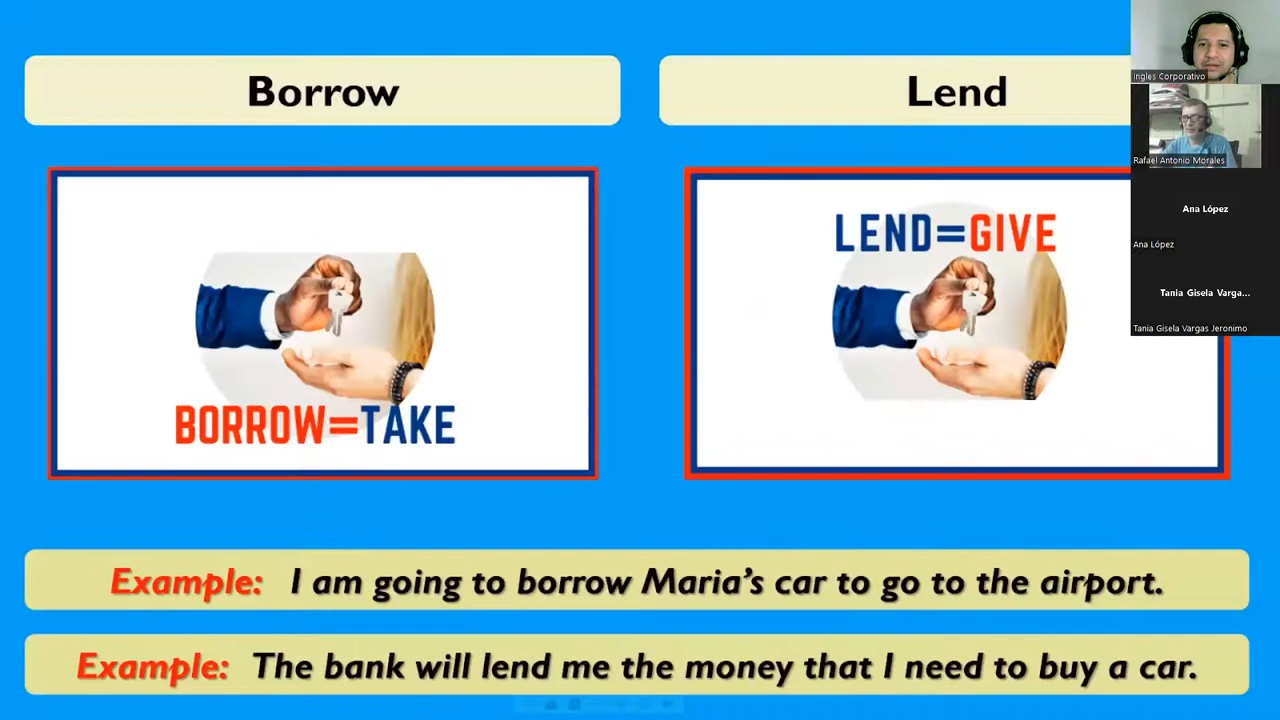 Borrow
Lend
BORROW=TAKE
LEND=GIVE
Example: I am going to borrow Maria's car to go to the airport.
Example: The bank will lend me the money that I need to buy a car.
Ingles Corporativo
Rafael Antonio Morales
Ana López
Ana López
Tania Gisela Varga...
Tania Gisela Vargas Jeronimo